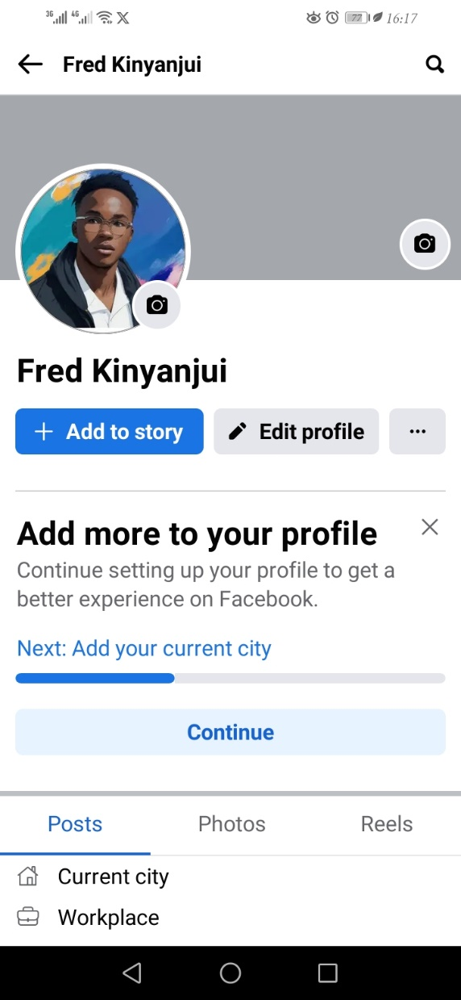 3G 4G 77 16:17
Fred Kinyanjui
Fred Kinyanjui
Add to story
Edit profile
Add more to your profile
Continue setting up your profile to get a
better experience on Facebook.
Next: Add your current city
Continue
Posts Photos Reels
Current city
Workplace